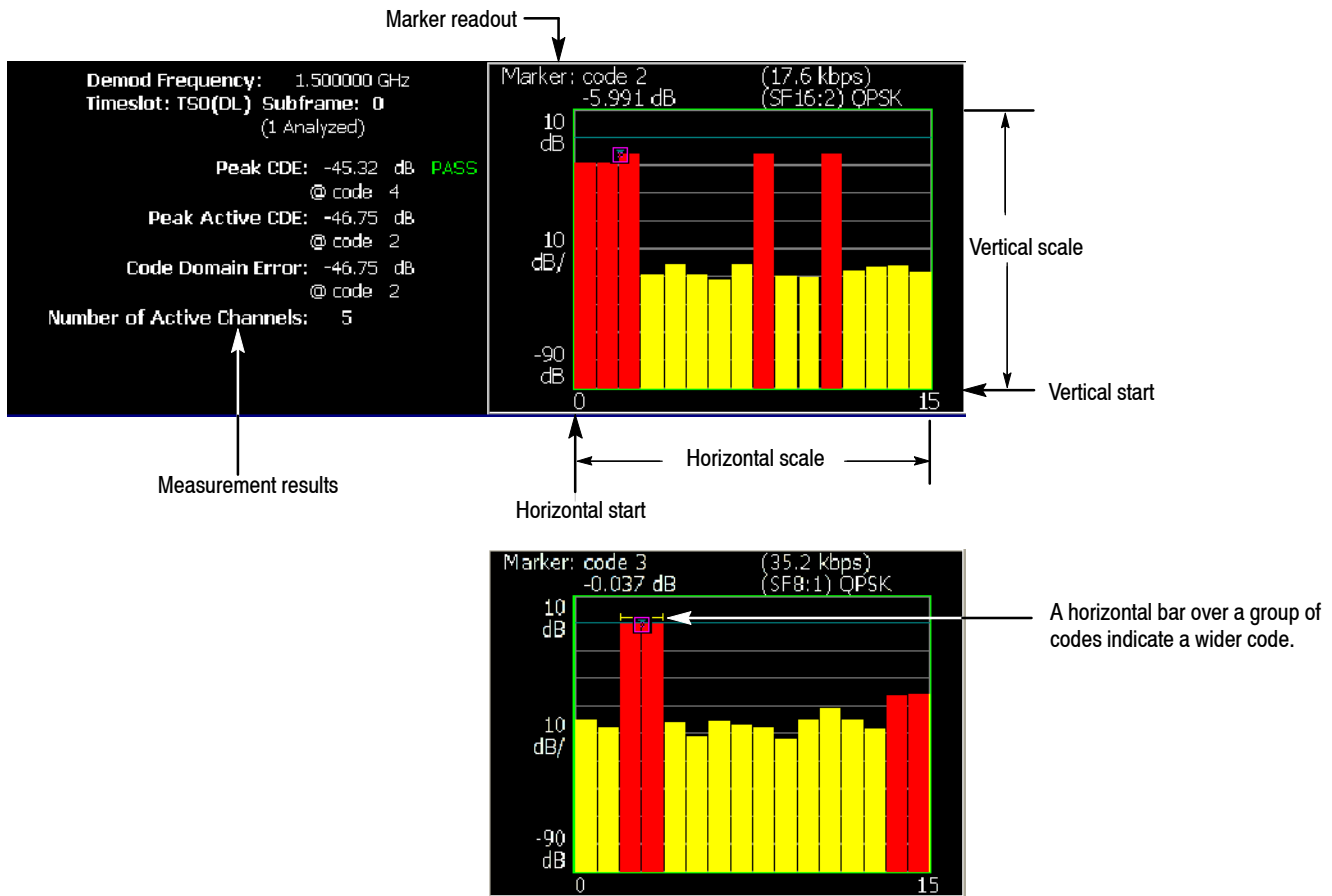 Marker readout
Demod Frequency: 1.500000 GHz
Timeslot: TS0(DL) Subframe: 0
(1 Analyzed)
Peak CDE: -45.32 dB PASS
@ code 4
Peak Active CDE: -46.75 dB
@ code 2
Code Domain Error: -46.75 dB
@ code 2
Number of Active Channels: 5
Measurement results
Marker: code 2 (17.6 kbps)
-5.991 dB (SF16:2) QPSK
10
dB
10
dB/
-90
dB
0 15
Vertical scale
Vertical start
Horizontal scale
Horizontal start
Marker: code 3 (35.2 kbps)
-0.037 dB (SF8:1) QPSK
10
dB
10
dB/
-90
dB
0 15
A horizontal bar over a group of
codes indicate a wider code.